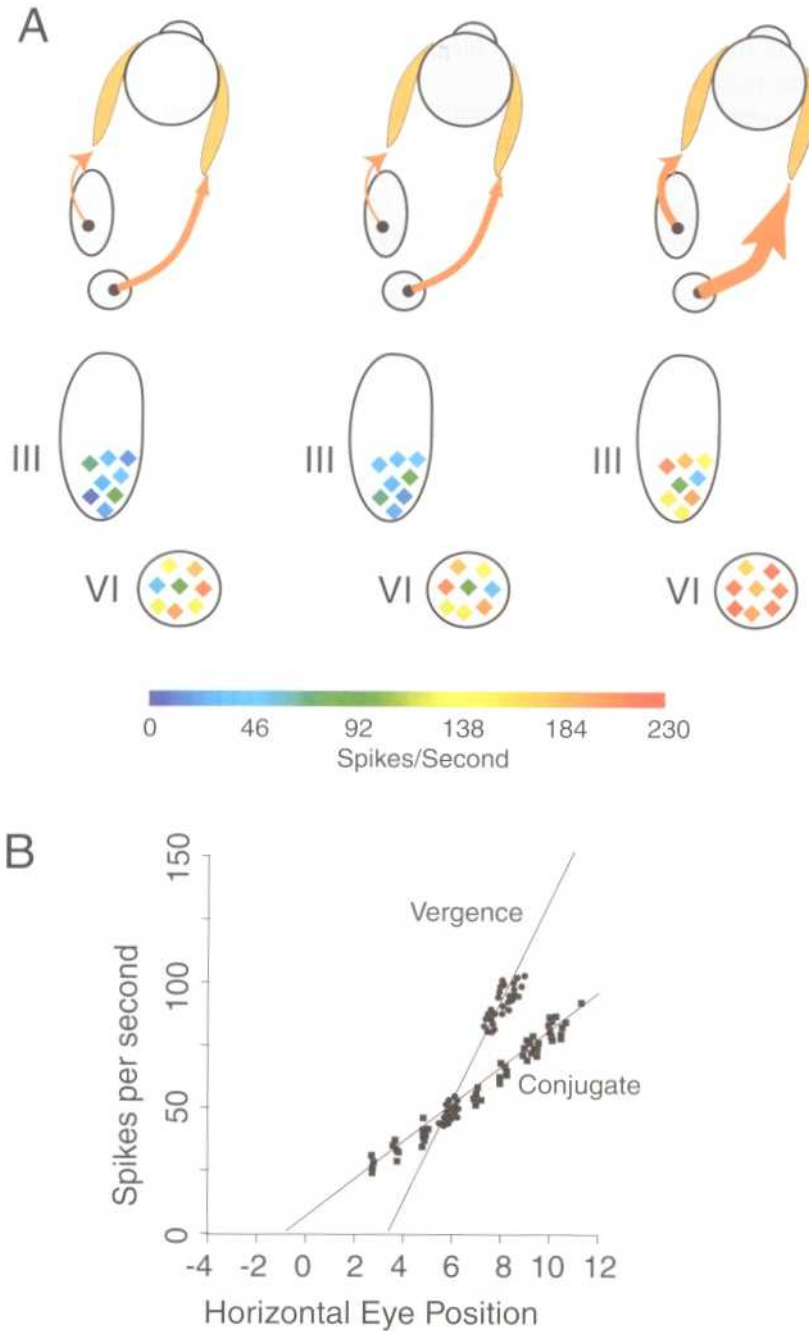 A
III
III
III
VI
VI
VI
0 46 92 138 184 230
Spikes/Second
B
150
100
50
0
Spikes per second
Vergence
Conjugate
-4 -2 0 2 4 6 8 10 12
Horizontal Eye Position